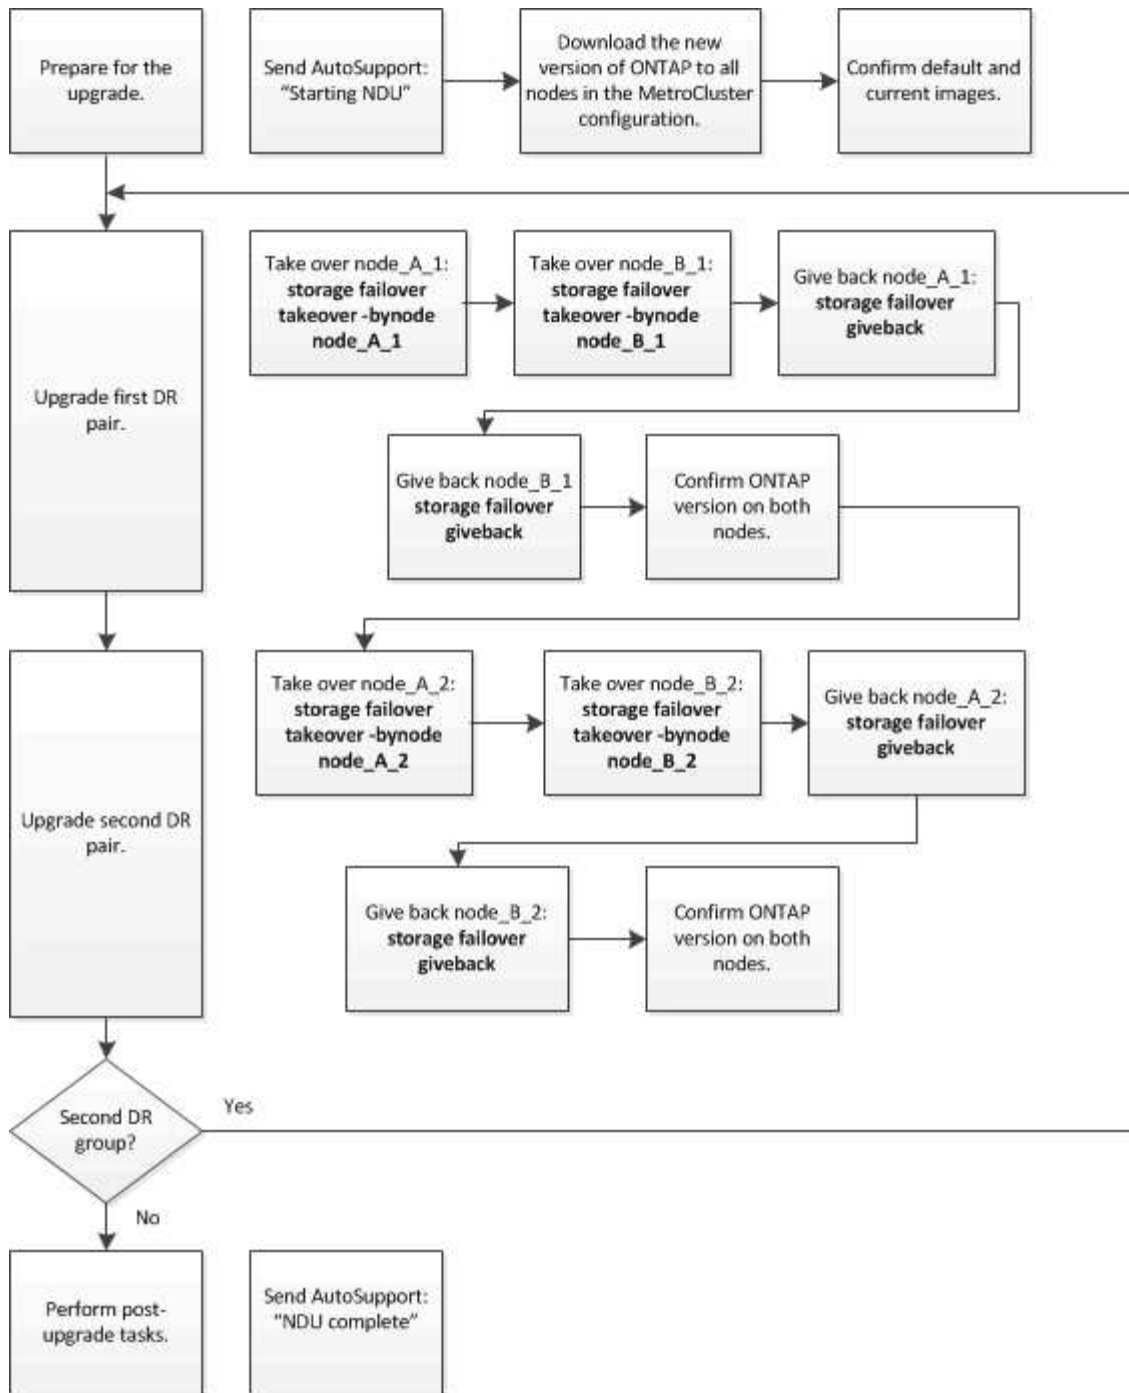 Prepare for the
upgrade.
Send AutoSupport:
"Starting NDU"
Download the new
version of ONTAP to all
nodes in the MetroCluster
configuration.
Confirm default and
current images.
Upgrade first DR
pair.
Take over node_A_1:
storage failover
takeover -bynode
node_A_1
Take over node_B_1:
storage failover
takeover -bynode
node_B_1
Give back node_A_1:
storage failover
giveback
Give back node_B_1
storage failover
giveback
Confirm ONTAP
version on both
nodes.
Upgrade second DR
pair.
Take over node_A_2:
storage failover
takeover -bynode
node_A_2
Take over node_B_2:
storage failover
takeover -bynode
node_B_2
Give back node_A_2:
storage failover
giveback
Give back node_B_2:
storage failover
giveback
Confirm ONTAP
version on both
nodes.
Second DR
group?
Yes
No
Perform post-
upgrade tasks.
Send AutoSupport:
"NDU complete"